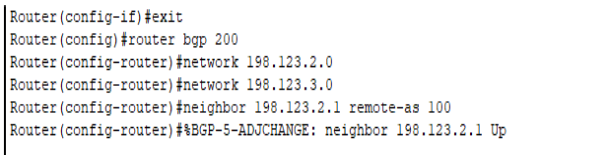 Router(config-if)#exit
Router(config)#router bgp 200
Router(config-router)#network 198.123.2.0
Router(config-router)#network 198.123.3.0
Router(config-router)#neighbor 198.123.2.1 remote-as 100
Router(config-router)#%BGP-5-ADJCHANGE: neighbor 198.123.2.1 Up